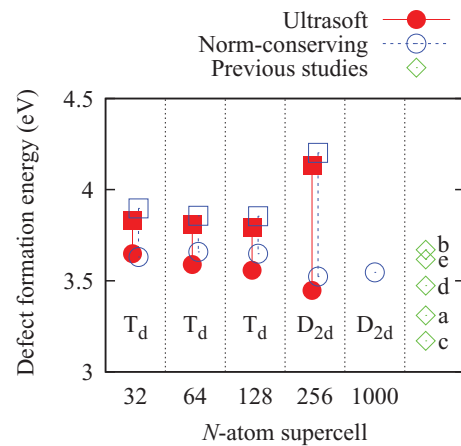 Ultrasoft
Norm-conserving
Previous studies
Defect formation energy (eV)
4.5
4
3.5
3
b
e
d
a
c
T_d T_d T_d D_2d D_2d
32 64 128 256 1000
N-atom supercell